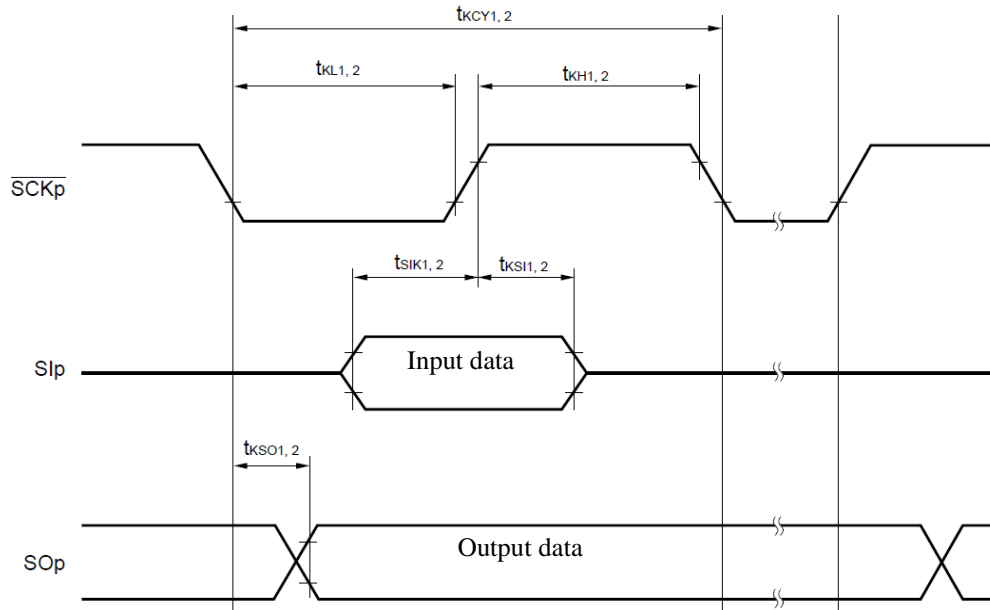 tKCY1, 2
tKL1, 2
tKH1, 2
SCKp
tSIK1, 2
tKSI1, 2
SIp
Input data
tKSO1, 2
SOp
Output data